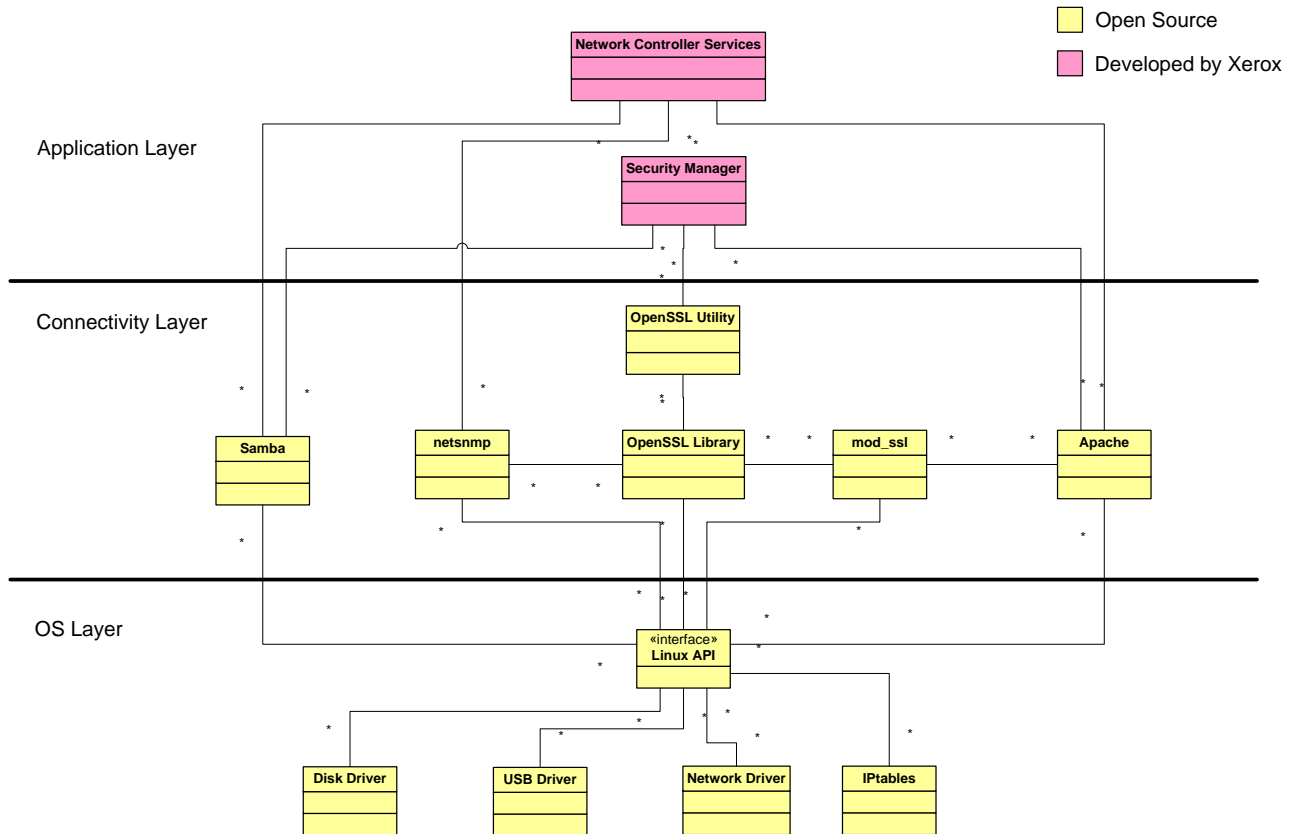 Open Source
Network Controller Services
Developed by Xerox
* * *
Application Layer
Security Manager
* * * *
Connectivity Layer
OpenSSL Utility
* * * * * * *
Samba
netsnmp
OpenSSL Library
* *
mod_ssl
* *
Apache
* *
* * * * *
OS Layer
* * * *
«interface»
Linux API
* *
* * * * * * *
Disk Driver
USB Driver
Network Driver
IPtables